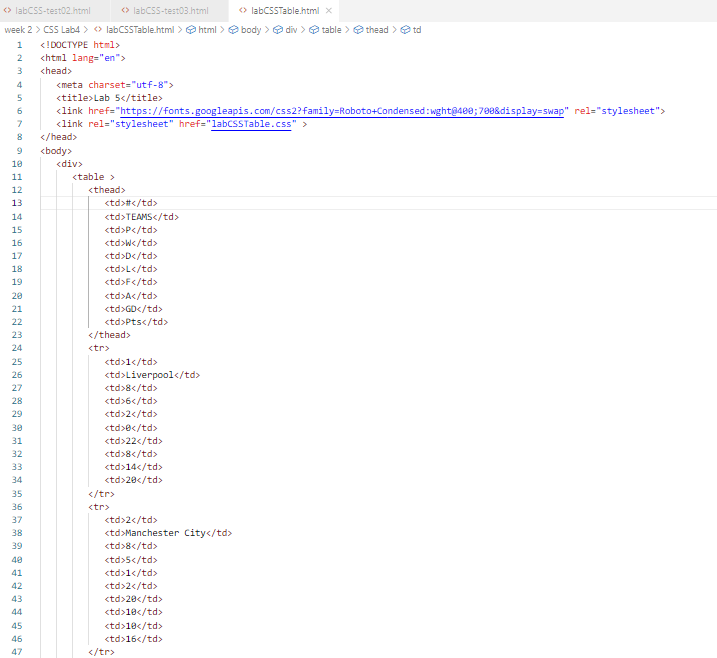 labCSS-test02.html labCSS-test03.html labCSSTable.html
week 2 > CSS Lab4 > labCSSTable.html > html > body > div > table > thead > td
1 <!DOCTYPE html>
2 <html lang="en">
3 <head>
4 <meta charset="utf-8">
5 <title>Lab 5</title>
6 <link href="https://fonts.googleapis.com/css2?family=Roboto+Condensed:wght@400;700&display=swap" rel="stylesheet">
7 <link rel="stylesheet" href="labCSSTable.css" >
8 </head>
9 <body>
10 <div>
11 <table >
12 <thead>
13 <td>#</td>
14 <td>TEAMS</td>
15 <td>P</td>
16 <td>W</td>
17 <td>D</td>
18 <td>L</td>
19 <td>F</td>
20 <td>A</td>
21 <td>GD</td>
22 <td>Pts</td>
23 </thead>
24 <tr>
25 <td>1</td>
26 <td>Liverpool</td>
27 <td>8</td>
28 <td>6</td>
29 <td>2</td>
30 <td>0</td>
31 <td>22</td>
32 <td>8</td>
33 <td>14</td>
34 <td>20</td>
35 </tr>
36 <tr>
37 <td>2</td>
38 <td>Manchester City</td>
39 <td>8</td>
40 <td>5</td>
41 <td>1</td>
42 <td>2</td>
43 <td>20</td>
44 <td>10</td>
45 <td>10</td>
46 <td>16</td>
47 </tr>